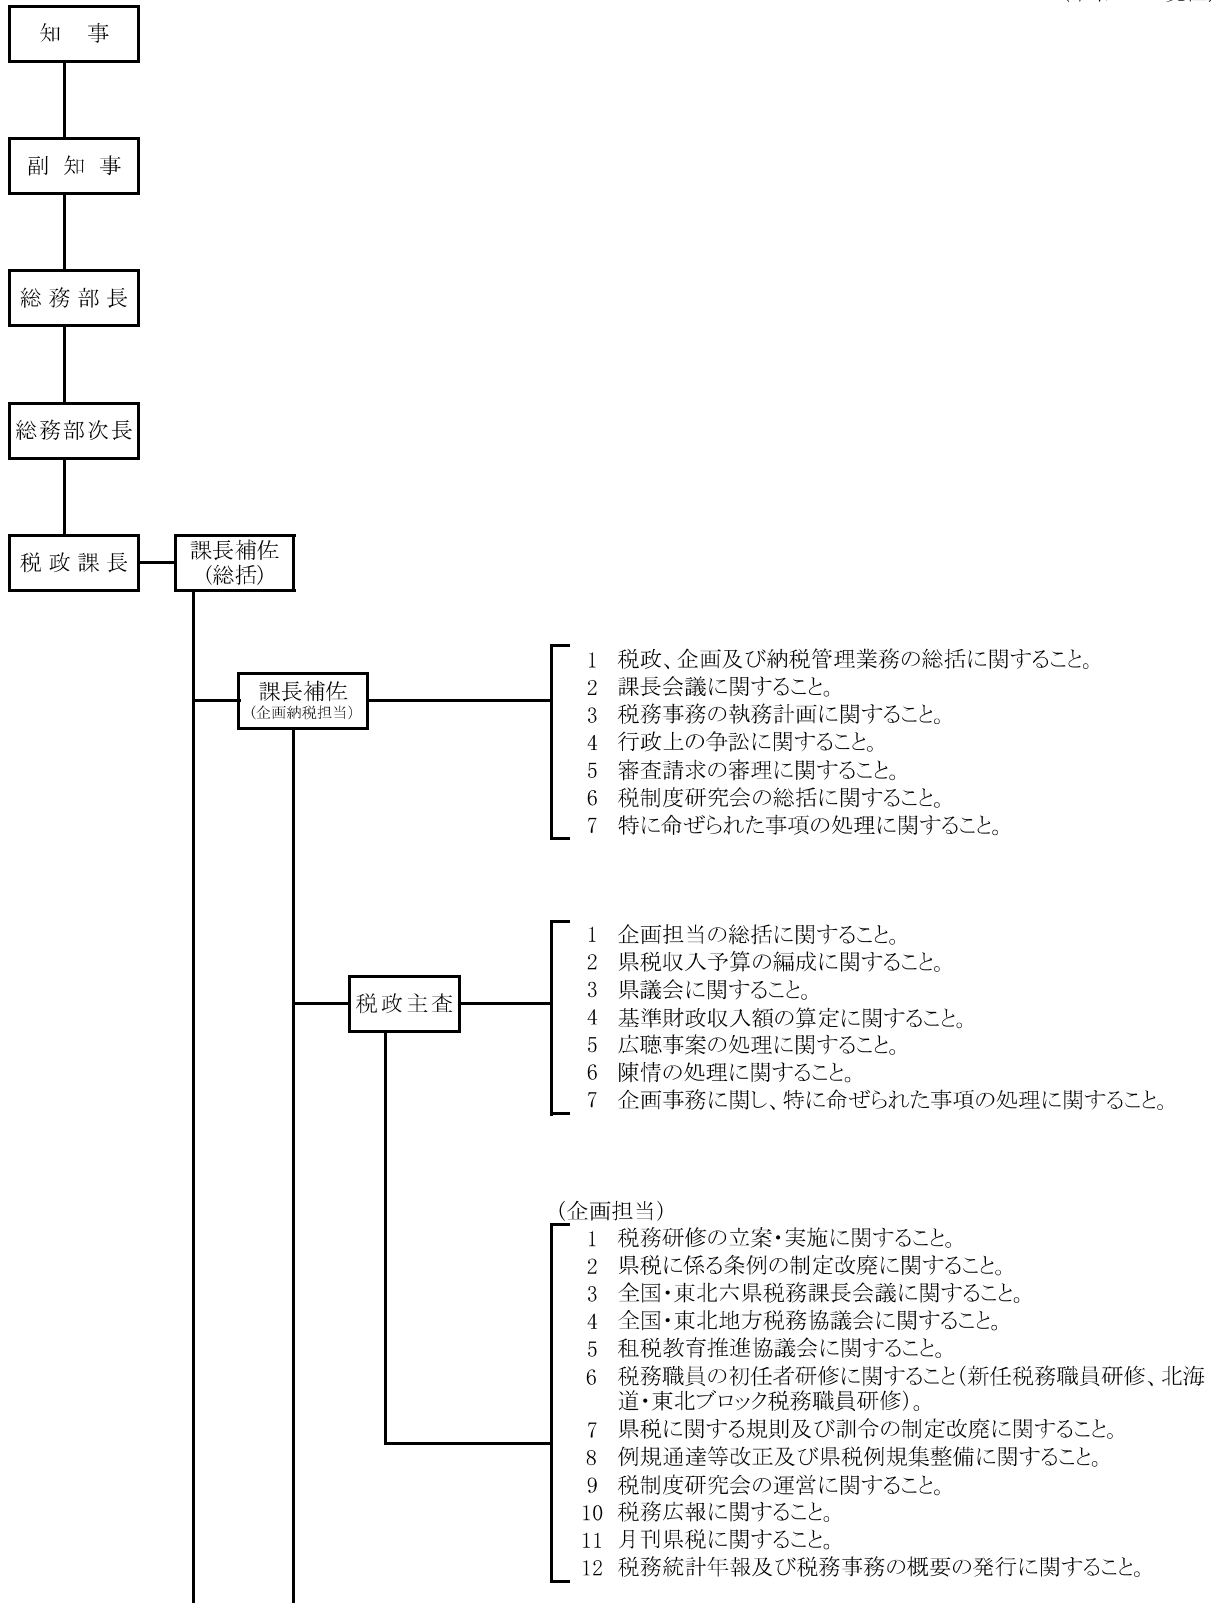 知　事
副 知 事
総 務 部 長
総務部次長
税 政 課 長
課長補佐
（総括）
課長補佐
（企画納税担当）
1 税政、企画及び納税管理業務の総括に関すること。
2 課長会議に関すること。
3 税務事務の執務計画に関すること。
4 行政上の争訟に関すること。
5 審査請求の審理に関すること。
6 税制度研究会の総括に関すること。
7 特に命ぜられた事項の処理に関すること。
税政主査
1 企画担当の総括に関すること。
2 県税収入予算の編成に関すること。
3 県議会に関すること。
4 基準財政収入額の算定に関すること。
5 広聴事案の処理に関すること。
6 陳情の処理に関すること。
7 企画事務に関し、特に命ぜられた事項の処理に関すること。
（企画担当）
1 税務研修の立案・実施に関すること。
2 県税に係る条例の制定改廃に関すること。
3 全国・東北六県税務課長会議に関すること。
4 全国・東北地方税務協議会に関すること。
5 租税教育推進協議会に関すること。
6 税務職員の初任者研修に関すること（新任税務職員研修、北海
道・東北ブロック税務職員研修）。
7 県税に関する規則及び訓令の制定改廃に関すること。
8 例規通達等改正及び県税例規集整備に関すること。
9 税制度研究会の運営に関すること。
10 税務広報に関すること。
11 月刊県税に関すること。
12 税務統計年報及び税務事務の概要の発行に関すること。